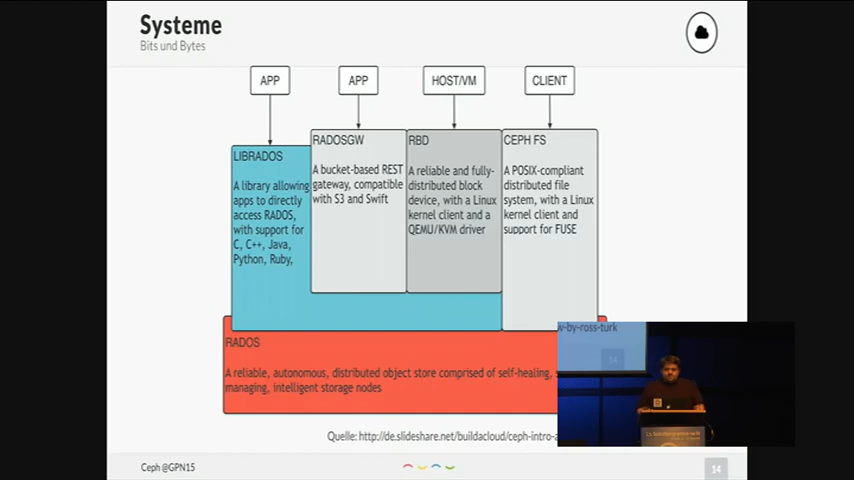 Systeme
Bits und Bytes
APP
APP
HOST/VM
CLIENT
LIBRADOS
A library allowing
apps to directly
access RADOS,
with support for
C, C++, Java,
Python, Ruby,
RADOSGW
A bucket-based REST
gateway, compatible
with S3 and Swift
RBD
A reliable and fully-
distributed block
device, with a Linux
kernel client and a
QEMU/KVM driver
CEPH FS
A POSIX-compliant
distributed file
system, with a Linux
kernel client and
support for FUSE
RADOS
A reliable, autonomous, distributed object store comprised of self-healing,
managing, intelligent storage nodes
Quelle: http://de.slideshare.net/buildacloud/ceph-intro-a
w-by-ross-turk
14
Ceph @GPN15
14